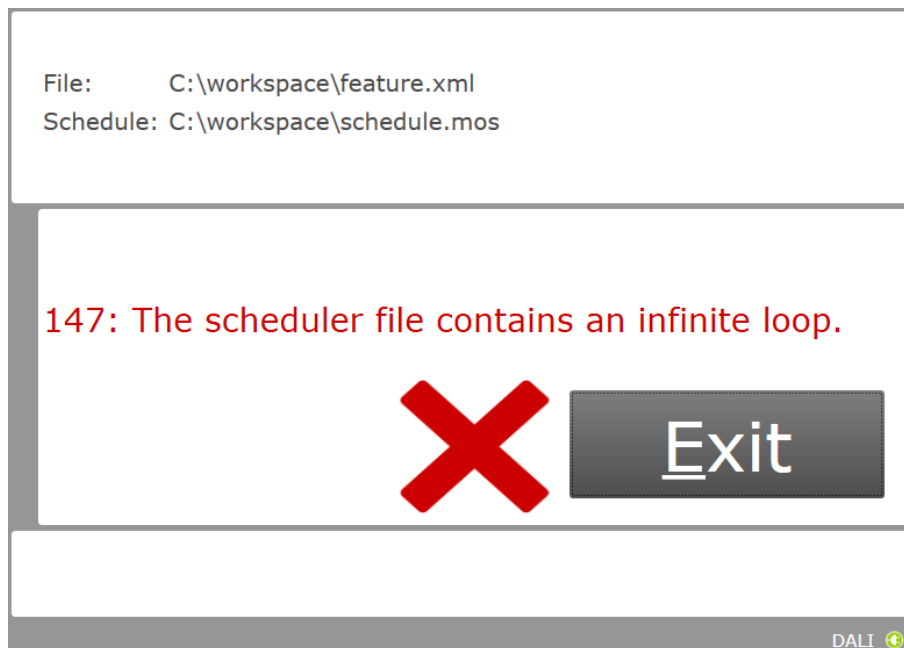 File: C:\workspace\feature.xml
Schedule: C:\workspace\schedule.mos
147: The scheduler file contains an infinite loop.
Exit
DALI